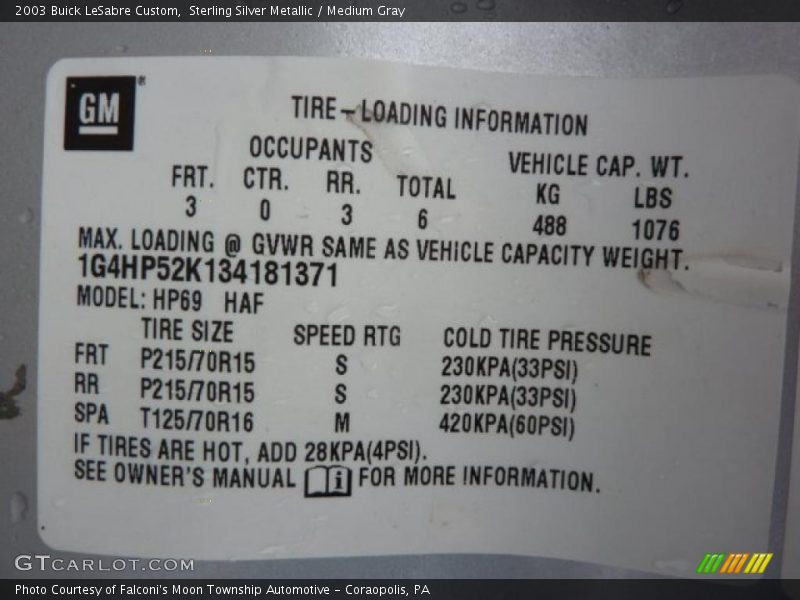 2003 Buick LeSabre Custom, Sterling Silver Metallic / Medium Gray
GM®
TIRE – LOADING INFORMATION
OCCUPANTS VEHICLE CAP. WT.
FRT. CTR. RR. TOTAL KG LBS
3 0 3 6 488 1076
MAX. LOADING @ GVWR SAME AS VEHICLE CAPACITY WEIGHT.
1G4HP52K134181371
MODEL: HP69 HAF
TIRE SIZE SPEED RTG COLD TIRE PRESSURE
FRT P215/70R15 S 230KPA(33PSI)
RR P215/70R15 S 230KPA(33PSI)
SPA T125/70R16 M 420KPA(60PSI)
IF TIRES ARE HOT, ADD 28KPA(4PSI).
SEE OWNER'S MANUAL i FOR MORE INFORMATION.
GTCARLOT.COM
Photo Courtesy of Falconi's Moon Township Automotive – Coraopolis, PA